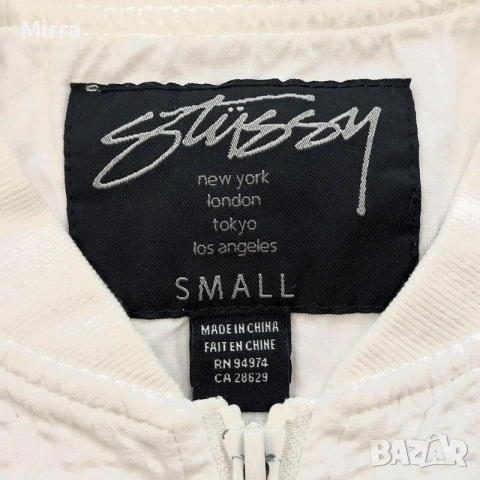 Mirra
Stüssy
new york
london
tokyo
los angeles
SMALL
MADE IN CHINA
FAIT EN CHINE
RN 94974
CA 28629
BAZAR